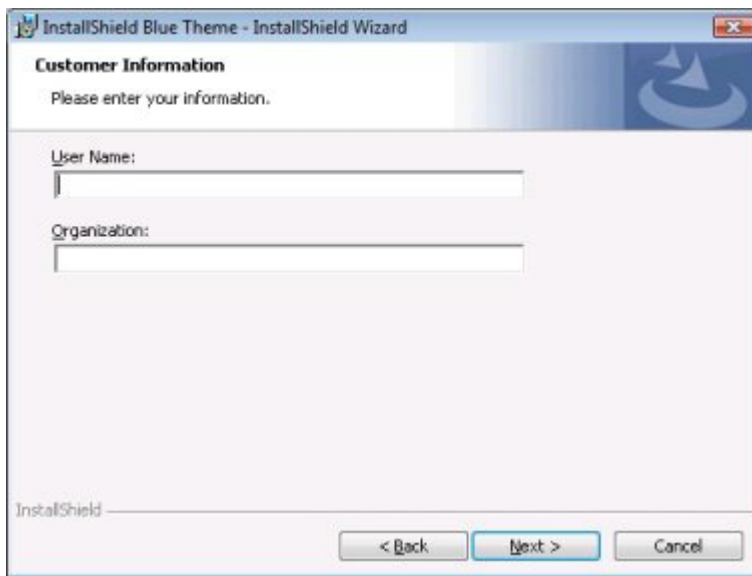 InstallShield Blue Theme - InstallShield Wizard
Customer Information
Please enter your information.
User Name:
Organization:
InstallShield
< Back Next > Cancel